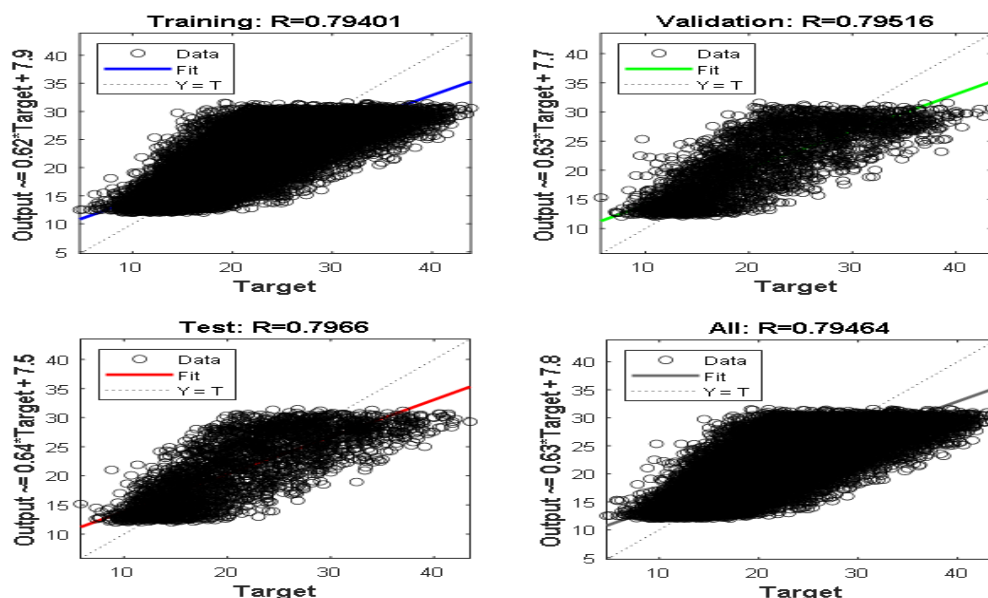 Training: R=0.79401
Output ~= 0.62*Target + 7.9
40
35
30
25
20
15
10
5
Data
Fit
Y = T
10
20
30
40
Target
Validation: R=0.79516
Output ~= 0.63*Target + 7.7
40
35
30
25
20
15
10
Data
Fit
Y = T
10
20
30
40
Target
Test: R=0.7966
Output ~= 0.64*Target + 7.5
40
35
30
25
20
15
10
Data
Fit
Y = T
10
20
30
40
Target
All: R=0.79464
Output ~= 0.63*Target + 7.8
40
35
30
25
20
15
10
5
Data
Fit
Y = T
10
20
30
40
Target